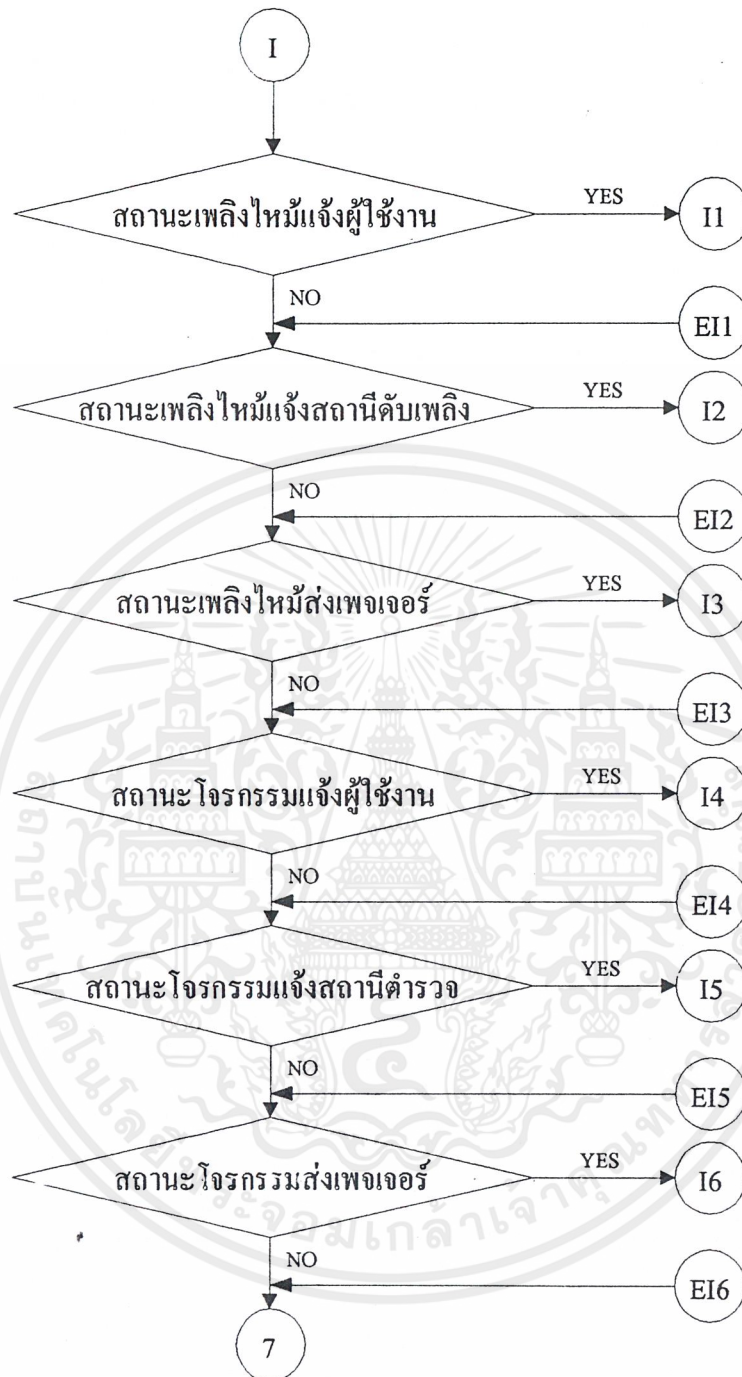 I
สถานะเพลิงไหม้แจ้งผู้ใช้งาน
YES
I1
NO
EI1
สถานะเพลิงไหม้แจ้งสถานีดับเพลิง
YES
I2
NO
EI2
สถานะเพลิงไหม้ส่งเพจเจอร์
YES
I3
NO
EI3
สถานะโจรกรรมแจ้งผู้ใช้งาน
YES
I4
NO
EI4
สถานะโจรกรรมแจ้งสถานีตำรวจ
YES
I5
NO
EI5
สถานะโจรกรรมส่งเพจเจอร์
YES
I6
NO
EI6
7